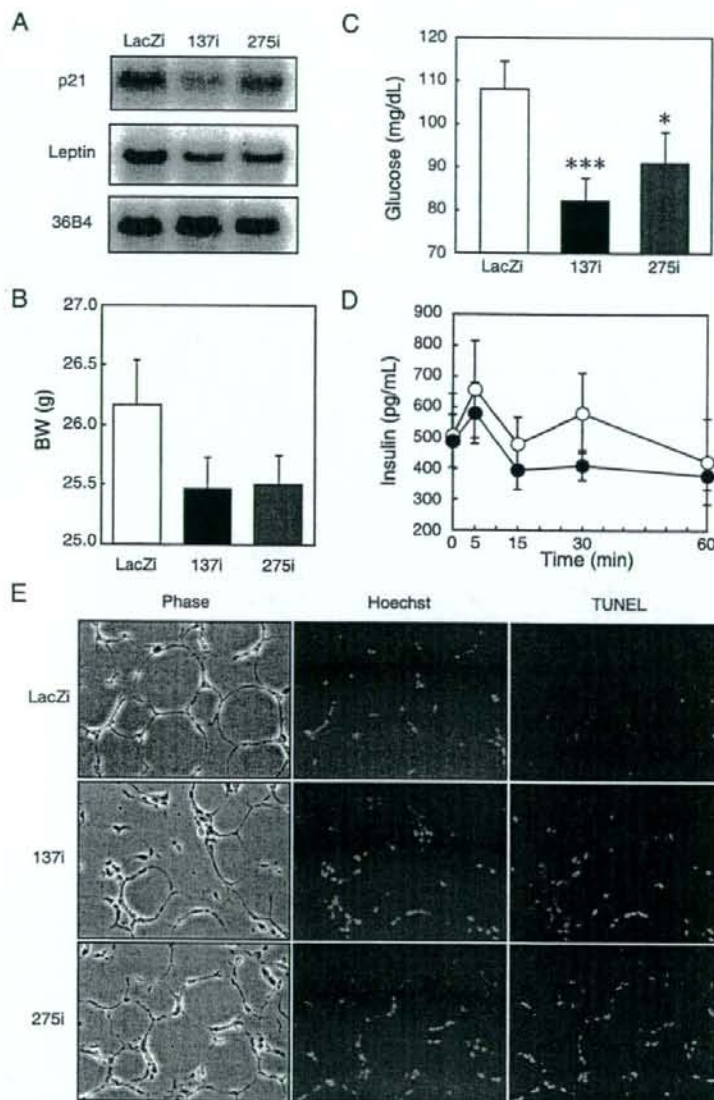 A
LacZi 137i 275i
p21
Leptin
36B4
B
BW (g)
27.0
26.5
26.0
25.5
25.0
LacZi 137i 275i
C
Glucose (mg/dL)
120
110
100
90
80
70
***
*
LacZi 137i 275i
D
Insulin (pg/mL)
900
800
700
600
500
400
300
200
0 5 15 30 60
Time (min)
E
Phase Hoechst TUNEL
LacZi
137i
275i